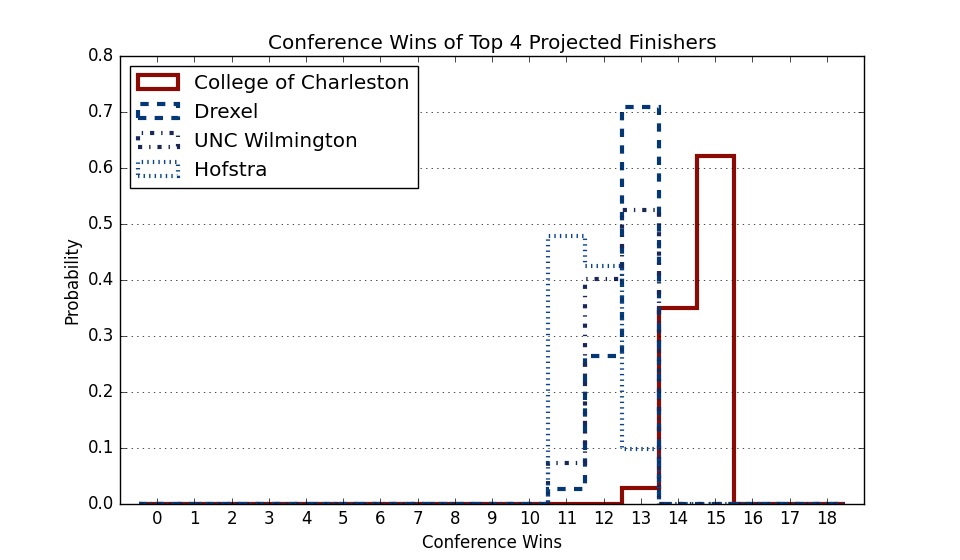 Conference Wins of Top 4 Projected Finishers
College of Charleston
Drexel
UNC Wilmington
Hofstra
Probability
0.8
0.7
0.6
0.5
0.4
0.3
0.2
0.1
0.0
0 1 2 3 4 5 6 7 8 9 10 11 12 13 14 15 16 17 18
Conference Wins